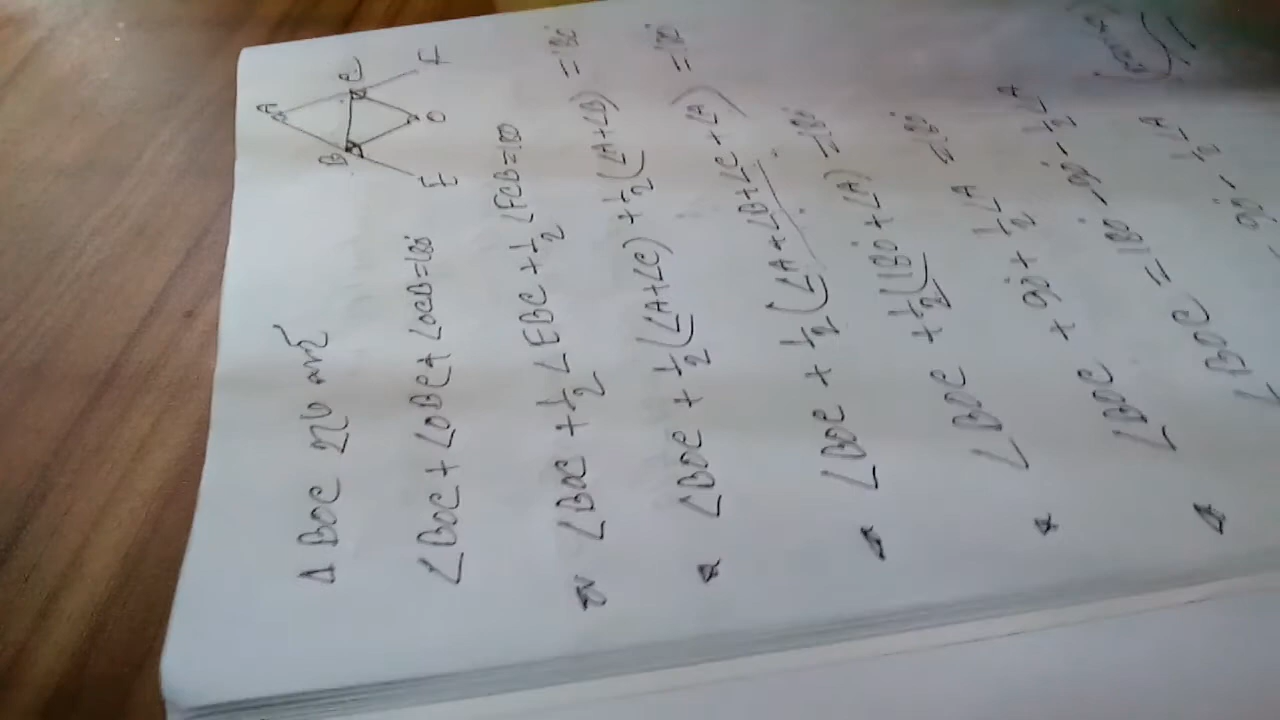 A
B
C
E
F
O
Δ BOC
∠BOC + ∠OBC + ∠OCB = 180°
∠BOC + 1/2 ∠EBC + 1/2 ∠FCB = 180
∠BOC + 1/2 (∠A + ∠C) + 1/2 (∠A + ∠B) = 180°
∠BOC + 1/2 (∠A + ∠B + ∠C + ∠A) = 180°
∠BOC + 1/2 (180° + ∠A) = 180°
∠BOC + 90° + 1/2 ∠A = 180°
∠BOC = 180° - 90° - 1/2 ∠A
∠BOC = 90° - 1/2 ∠A